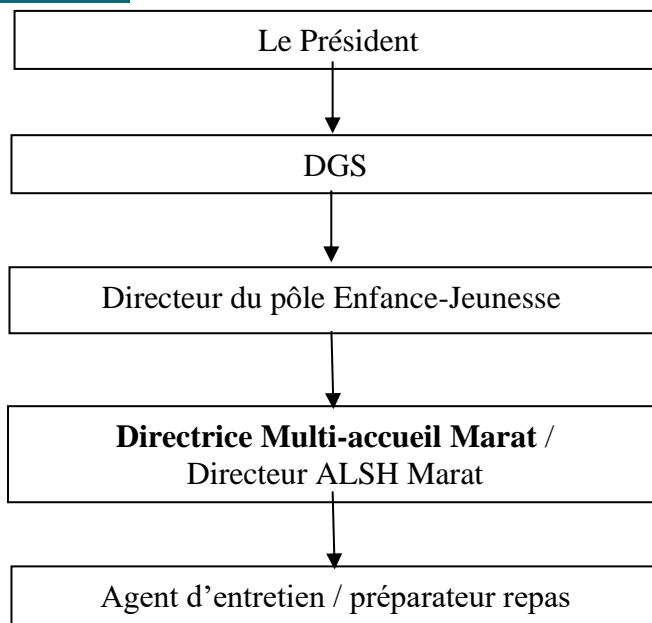 Le Président
DGS
Directeur du pôle Enfance-Jeunesse
Directrice Multi-accueil Marat /
Directeur ALSH Marat
Agent d’entretien / préparateur repas